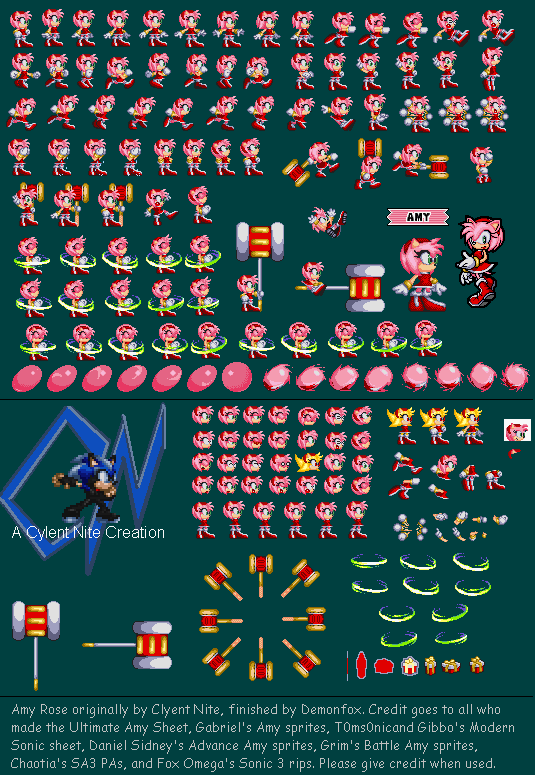 AMY
A Cylent Nite Creation
Amy Rose originally by Clyent Nite, finished by Demonfox. Credit goes to all who
made the Ultimate Amy Sheet, Gabriel's Amy sprites, T0ms0nicand Gibbo's Modern
Sonic sheet, Daniel Sidney's Advance Amy sprites, Grim's Battle Amy sprites,
Chaotia's SA3 PAs, and Fox Omega's Sonic 3 rips. Please give credit when used.